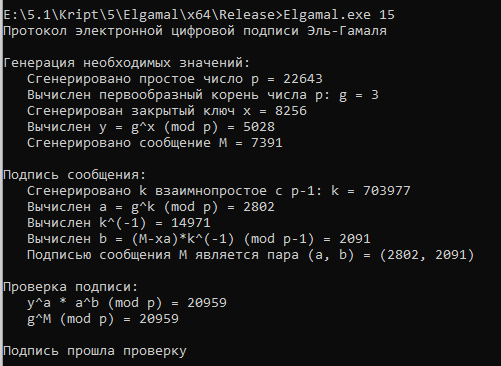 E:\5.1\Kript\5\Elgamal\x64\Release>Elgamal.exe 15
Протокол электронной цифровой подписи Эль-Гамаля
Генерация необходимых значений:
Сгенерировано простое число p = 22643
Вычислен первообразный корень числа p: g = 3
Сгенерирован закрытый ключ x = 8256
Вычислен y = g^x (mod p) = 5028
Сгенерировано сообщение M = 7391
Подпись сообщения:
Сгенерировано k взаимнопростое с p-1: k = 703977
Вычислен a = g^k (mod p) = 2802
Вычислен k^(-1) = 14971
Вычислен b = (M-xa)*k^(-1) (mod p-1) = 2091
Подписью сообщения M является пара (a, b) = (2802, 2091)
Проверка подписи:
y^a * a^b (mod p) = 20959
g^M (mod p) = 20959
Подпись прошла проверку